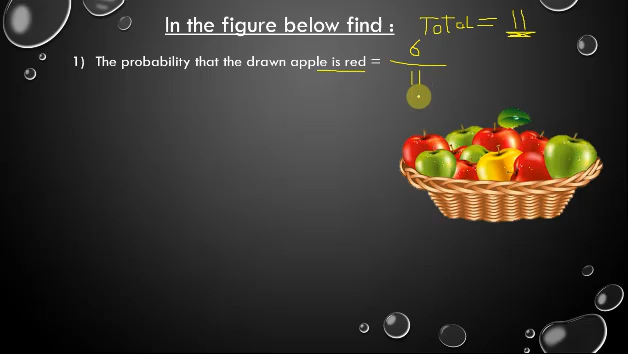 In the figure below find :
ToTaL = 11
1) The probability that the drawn apple is red =
6
11